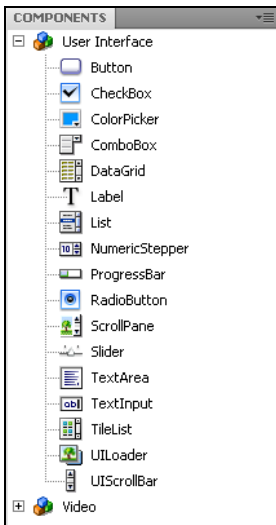 COMPONENTS
User Interface
Button
CheckBox
ColorPicker
ComboBox
DataGrid
Label
List
NumericStepper
ProgressBar
RadioButton
ScrollPane
Slider
TextArea
TextInput
TileList
UILoader
UIScrollBar
Video